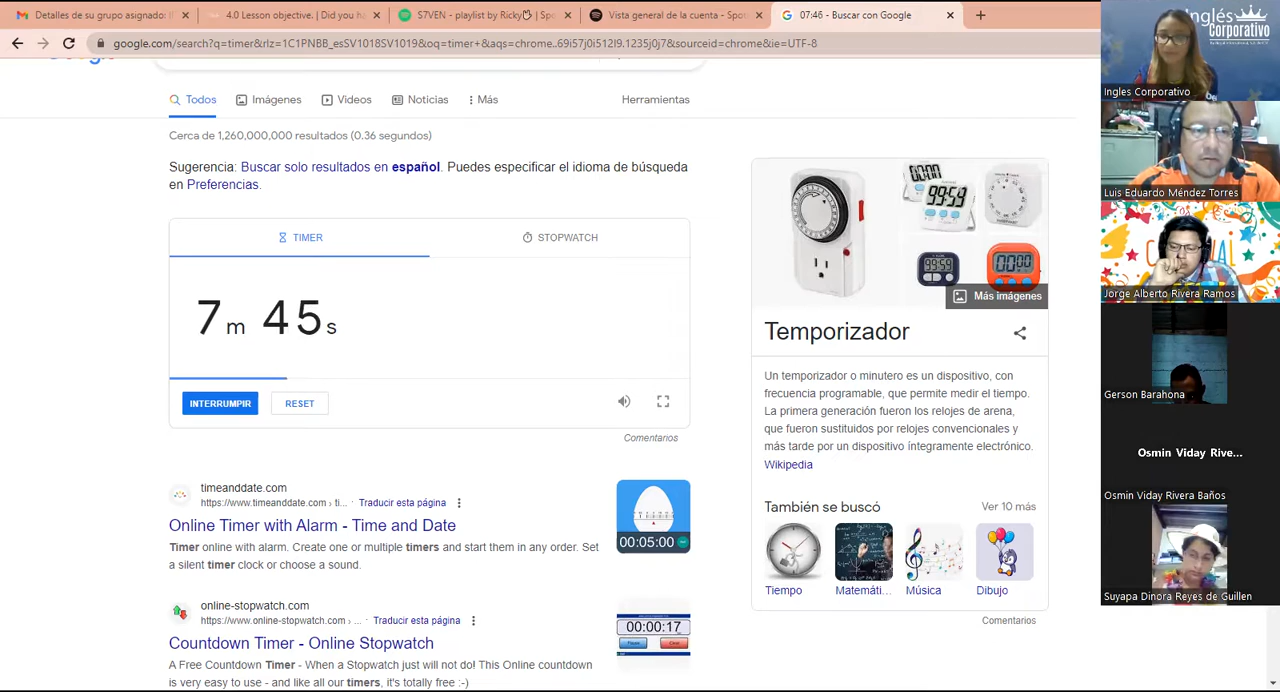 Detalles de su grupo asignado: I
4.0 Lesson objective. | Did you ha
S7VEN - playlist by Ricky | Spo
Vista general de la cuenta - Spot
07:46 - Buscar con Google
google.com/search?q=timer&rlz=1C1PNBB_esSV1018SV1019&oq=timer+&aqs=chrome..69i57j0i512l9.1235j0j7&sourceid=chrome&ie=UTF-8
Todos
Imágenes
Videos
Noticias
Más
Herramientas
Cerca de 1,260,000,000 resultados (0.36 segundos)
Sugerencia: Buscar solo resultados en español. Puedes especificar el idioma de búsqueda
en Preferencias.
TIMER
STOPWATCH
7 m 45 s
INTERRUMPIR
RESET
Comentarios
timeanddate.com
https://www.timeanddate.com › ti... Traducir esta página
Online Timer with Alarm - Time and Date
Timer online with alarm. Create one or multiple timers and start them in any order. Set
a silent timer clock or choose a sound.
00:05:00
online-stopwatch.com
https://www.online-stopwatch.com › ... Traducir esta página
Countdown Timer - Online Stopwatch
A Free Countdown Timer - When a Stopwatch just will not do! This Online countdown
is very easy to use - and like all our timers, it's totally free :-)
00:00:17
Más imágenes
Temporizador
Un temporizador o minutero es un dispositivo, con
frecuencia programable, que permite medir el tiempo.
La primera generación fueron los relojes de arena,
que fueron sustituidos por relojes convencionales y
más tarde por un dispositivo íntegramente electrónico.
Wikipedia
También se buscó
Ver 10 más
Tiempo
Matemáti...
Música
Dibujo
Comentarios
Inglés
Corporativo
Ingles Corporativo
Luis Eduardo Méndez Torres
Jorge Alberto Rivera Ramos
Gerson Barahona
Osmin Viday Rive...
Osmin Viday Rivera Baños
Suyapa Dinora Reyes de Guillen